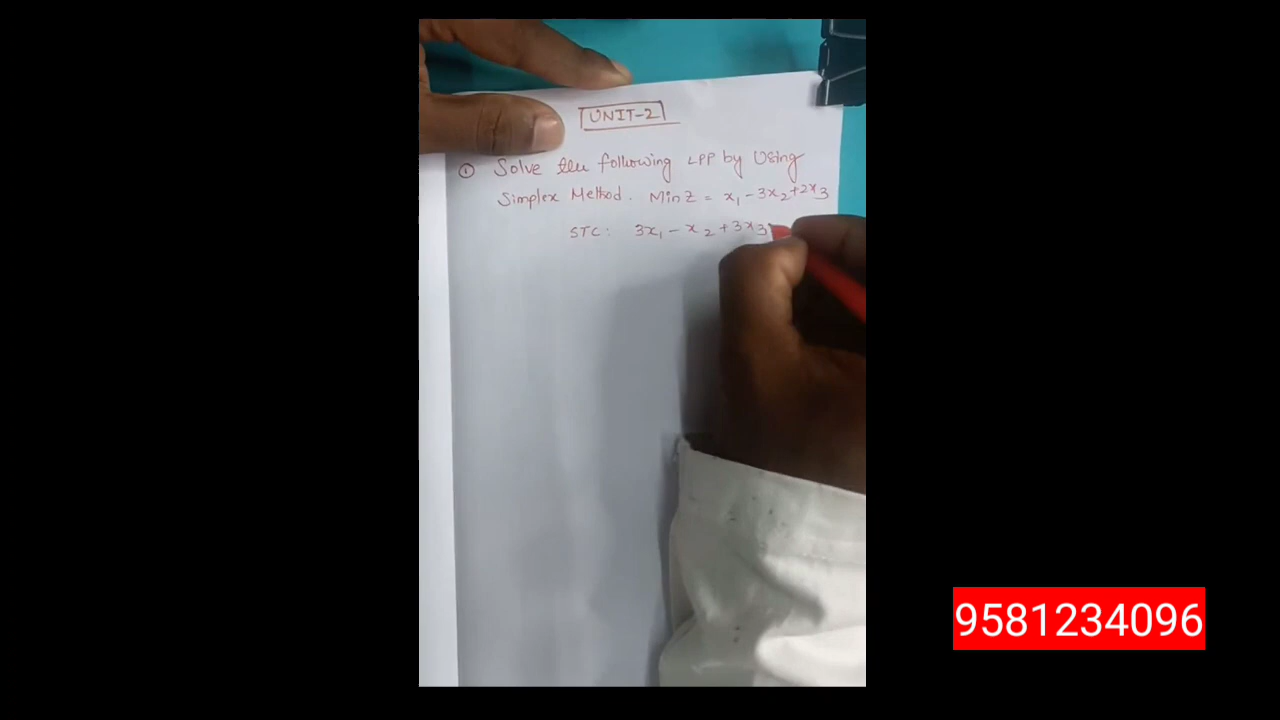 UNIT-2
① Solve the following LPP by Using
Simplex Method. Min Z = x₁ - 3x₂ + 2x₃
STC: 3x₁ - x₂ + 3x₃
9581234096